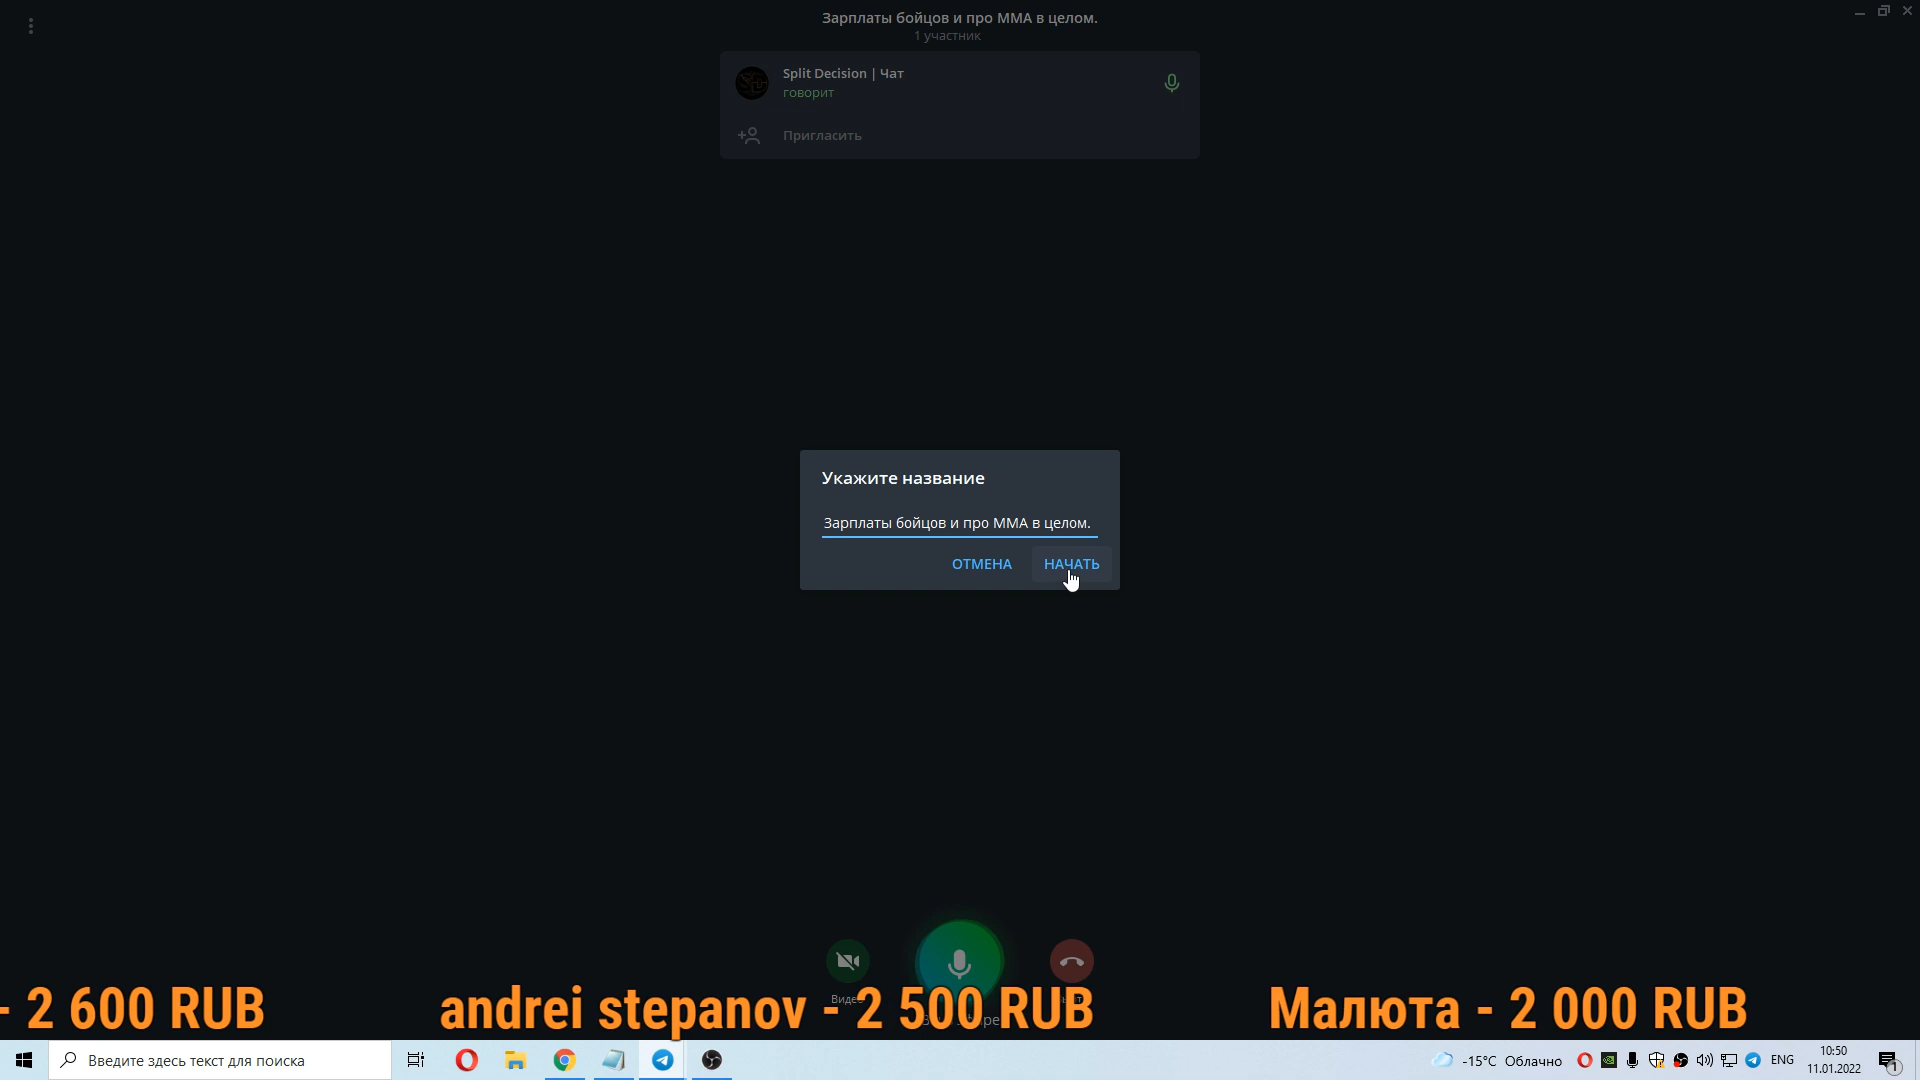 Зарплаты бойцов и про ММА в целом.
1 участник
Split Decision | Чат
говорит
Пригласить
Укажите название
Зарплаты бойцов и про ММА в целом.
ОТМЕНА
НАЧАТЬ
- 2 600 RUB
andrei stepanov - 2 500 RUB
Малюта - 2 000 RUB
Введите здесь текст для поиска
-15°C Облачно
ENG
10:50
11.01.2022
1